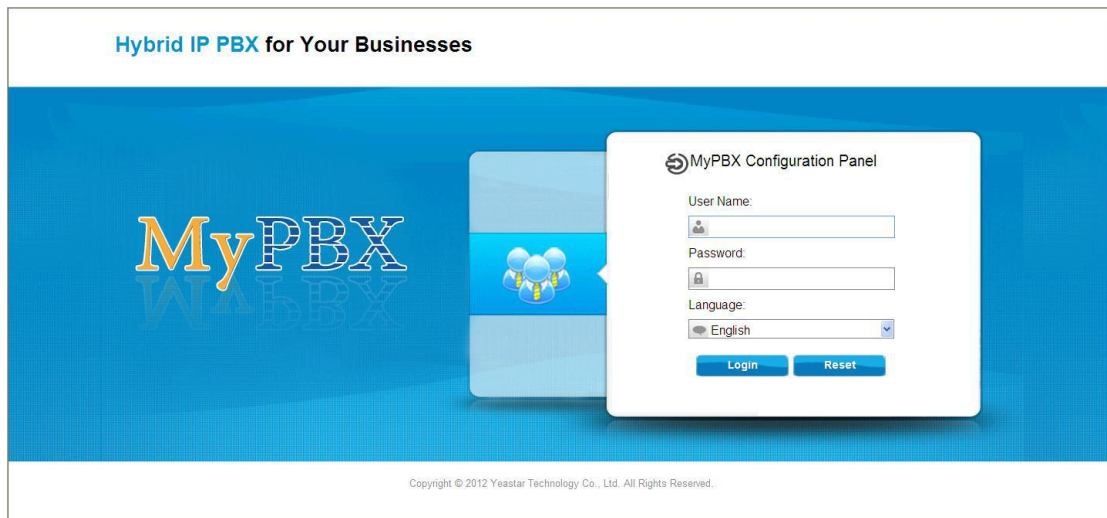 Hybrid IP PBX for Your Businesses
MyPBX
MyPBX Configuration Panel
User Name:
Password:
Language:
English
Login Reset
Copyright © 2012 Yeastar Technology Co., Ltd. All Rights Reserved.